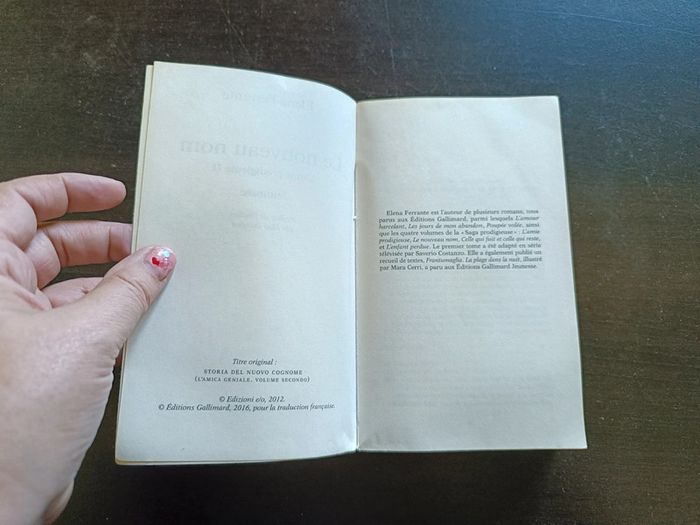 Titre original :
STORIA DEL NUOVO COGNOME
(L'AMICA GENIALE. VOLUME SECONDO)
© Edizioni e/o, 2012.
© Éditions Gallimard, 2016, pour la traduction française.
Elena Ferrante est l'auteur de plusieurs romans, tous
parus aux Éditions Gallimard, parmi lesquels L'amour
harcelant, Les jours de mon abandon, Poupée volée, ainsi
que les quatre volumes de la « Saga prodigieuse » : L'amie
prodigieuse, Le nouveau nom, Celle qui fuit et celle qui reste,
et L'enfant perdue. Le premier tome a été adapté en série
télévisée par Saverio Costanzo. Elle a également publié un
recueil de textes, Frantumaglia. La plage dans la nuit, illustré
par Mara Cerri, a paru aux Éditions Gallimard Jeunesse.